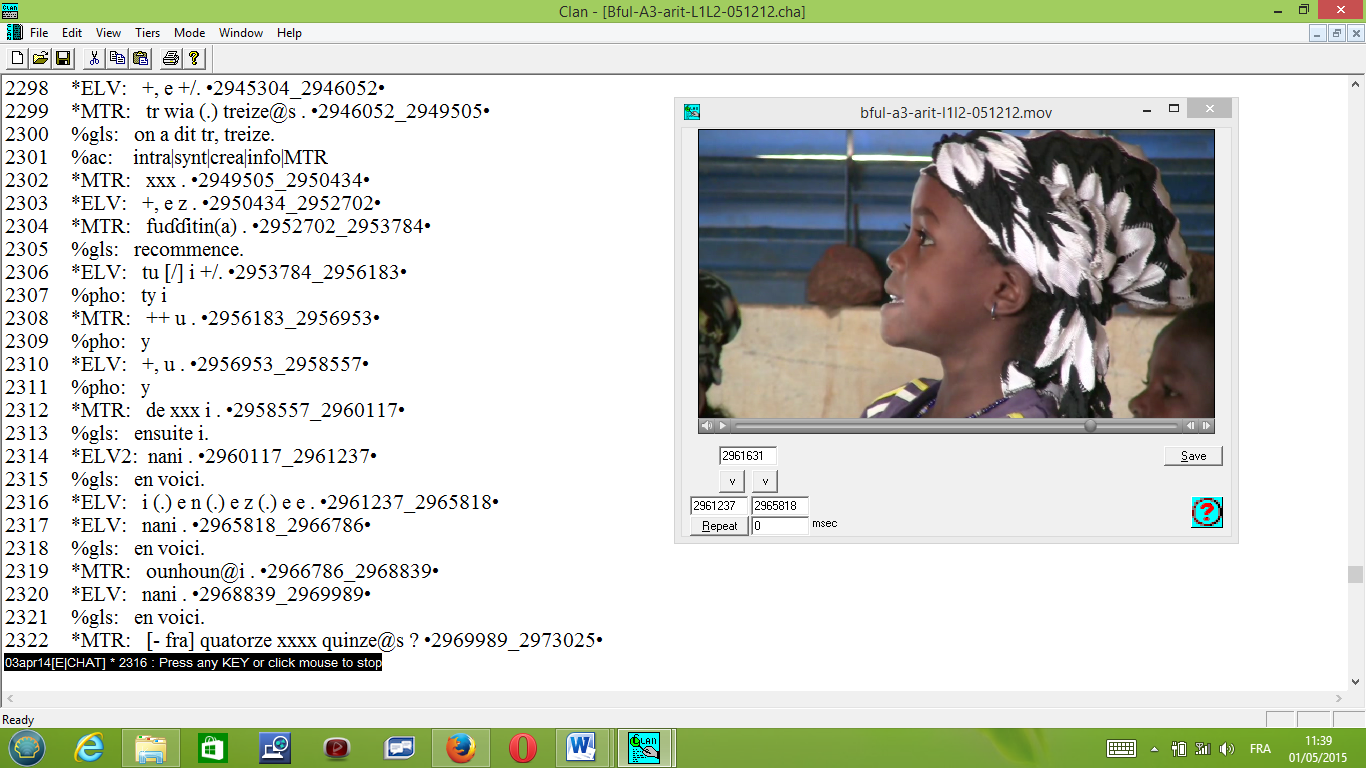 Clan - [Bful-A3-arit-L1L2-051212.cha]
File Edit View Tiers Mode Window Help
2298 *ELV: +, e +/. •2945304_2946052•
2299 *MTR: tr wia (.) treize@s . •2946052_2949505•
2300 %gls: on a dit tr, treize.
2301 %ac: intra|synt|crea|info|MTR
2302 *MTR: xxx . •2949505_2950434•
2303 *ELV: +, e z . •2950434_2952702•
2304 *MTR: fuɗɗitin(a) . •2952702_2953784•
2305 %gls: recommence.
2306 *ELV: tu [/] i +/. •2953784_2956183•
2307 %pho: ty i
2308 *MTR: ++ u . •2956183_2956953•
2309 %pho: y
2310 *ELV: +, u . •2956953_2958557•
2311 %pho: y
2312 *MTR: de xxx i . •2958557_2960117•
2313 %gls: ensuite i.
2314 *ELV2: nani . •2960117_2961237•
2315 %gls: en voici.
2316 *ELV: i (.) e n (.) e z (.) e e . •2961237_2965818•
2317 *ELV: nani . •2965818_2966786•
2318 %gls: en voici.
2319 *MTR: ounhoun@i . •2966786_2968839•
2320 *ELV: nani . •2968839_2969989•
2321 %gls: en voici.
2322 *MTR: [- fra] quatorze xxxx quinze@s ? •2969989_2973025•
03apr14[E|CHAT] * 2316 : Press any KEY or click mouse to stop
bful-a3-arit-l1l2-051212.mov
2961631
Save
v v
2961237 2965818
Repeat 0 msec
Ready
FRA
11:39
01/05/2015